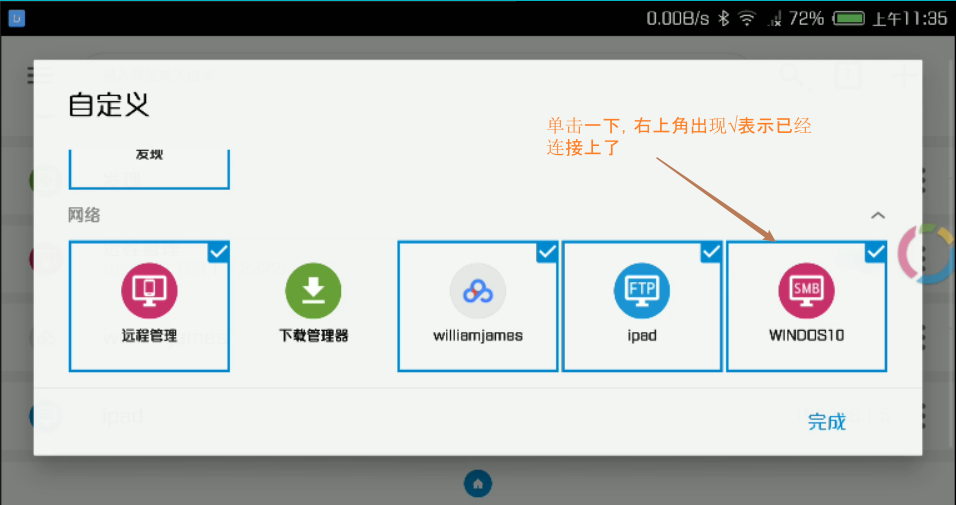 0.00B/s 72% 上午11:35
自定义
单击一下, 右上角出现√表示已经
连接上了
发现
网络
远程管理
下载管理器
williamjames
FTP
ipad
SMB
WINDOS10
ipad
完成